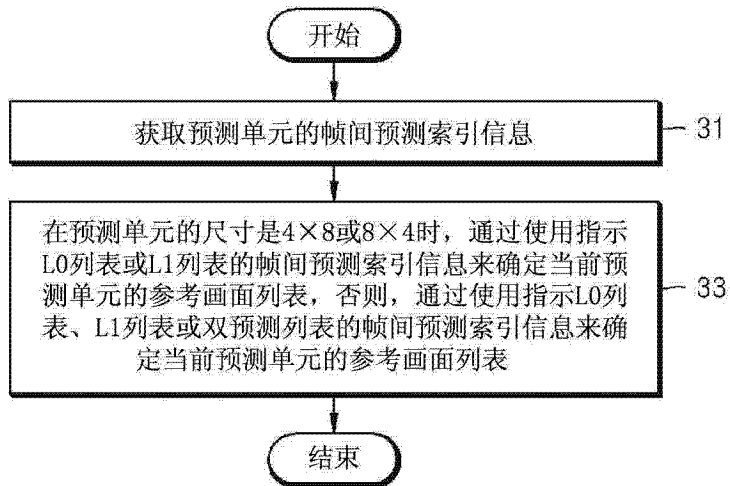 开始
获取预测单元的帧间预测索引信息
31
在预测单元的尺寸是4×8或8×4时，通过使用指示
L0列表或L1列表的帧间预测索引信息来确定当前预
测单元的参考画面列表，否则，通过使用指示L0列
表、L1列表或双预测列表的帧间预测索引信息来确
定当前预测单元的参考画面列表
33
结束